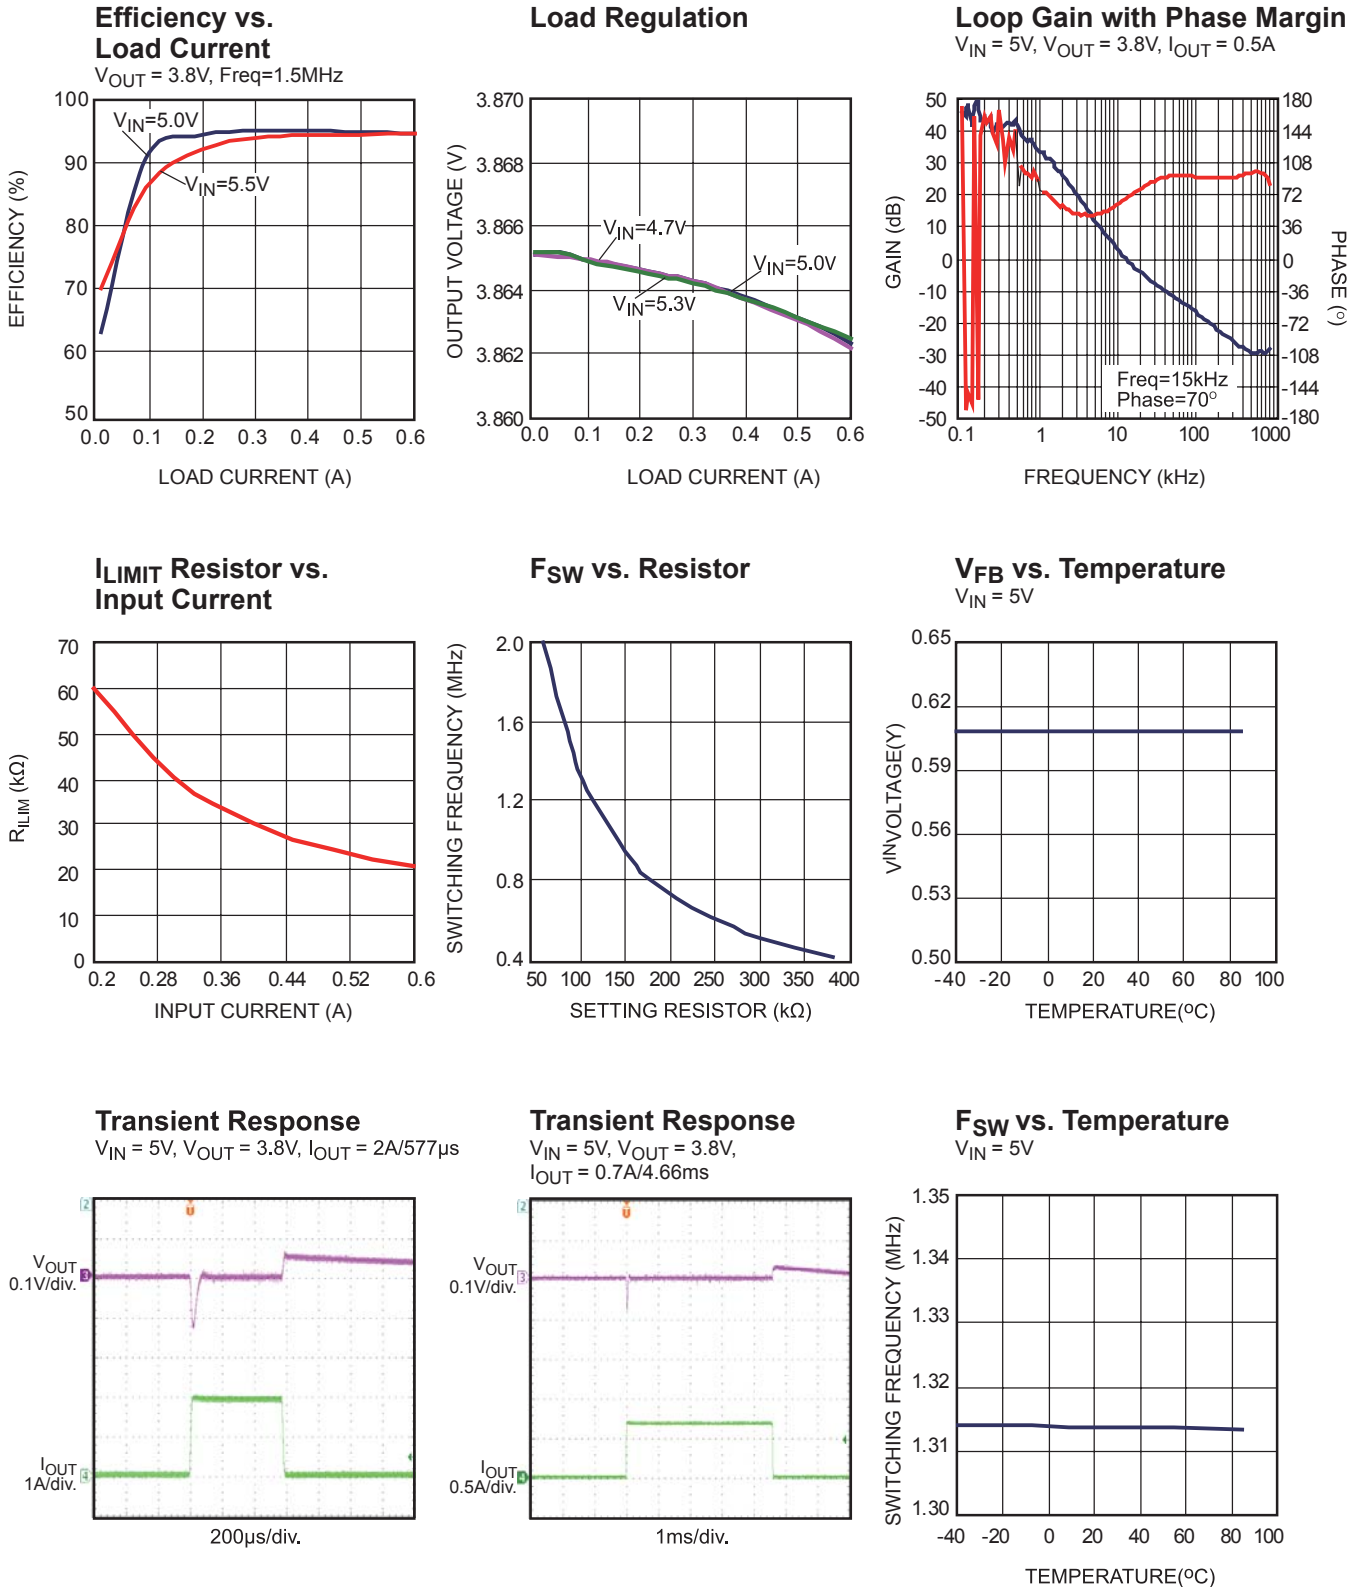 Efficiency vs.
Load Current
VOUT = 3.8V, Freq=1.5MHz
100
90
80
70
60
50
EFFICIENCY (%)
VIN=5.0V
VIN=5.5V
0.0 0.1 0.2 0.3 0.4 0.5 0.6
LOAD CURRENT (A)
Load Regulation
3.870
3.868
3.866
3.864
3.862
3.860
OUTPUT VOLTAGE (V)
VIN=4.7V
VIN=5.0V
VIN=5.3V
0.0 0.1 0.2 0.3 0.4 0.5 0.6
LOAD CURRENT (A)
Loop Gain with Phase Margin
VIN = 5V, VOUT = 3.8V, IOUT = 0.5A
50
40
30
20
10
0
-10
-20
-30
-40
-50
GAIN (dB)
180
144
108
72
36
0
-36
-72
-108
-144
-180
PHASE (º)
Freq=15kHz
Phase=70º
0.1 1 10 100 1000
FREQUENCY (kHz)
ILIMIT Resistor vs.
Input Current
70
60
50
40
30
20
10
0
RILIM (kΩ)
0.2 0.28 0.36 0.44 0.52 0.6
INPUT CURRENT (A)
FSW vs. Resistor
2.0
1.6
1.2
0.8
0.4
SWITCHING FREQUENCY (MHz)
50 100 150 200 250 300 350 400
SETTING RESISTOR (kΩ)
VFB vs. Temperature
VIN = 5V
0.65
0.62
0.59
0.56
0.53
0.50
VINVOLTAGE(Y)
-40 -20 0 20 40 60 80 100
TEMPERATURE(ºC)
Transient Response
VIN = 5V, VOUT = 3.8V, IOUT = 2A/577µs
2
U
VOUT
0.1V/div.
3
IOUT
1A/div.
4
200µs/div.
Transient Response
VIN = 5V, VOUT = 3.8V,
IOUT = 0.7A/4.66ms
2
U
VOUT
0.1V/div.
3
IOUT
0.5A/div.
4
1ms/div.
FSW vs. Temperature
VIN = 5V
1.35
1.34
1.33
1.32
1.31
1.30
SWITCHING FREQUENCY (MHz)
-40 -20 0 20 40 60 80 100
TEMPERATURE(ºC)